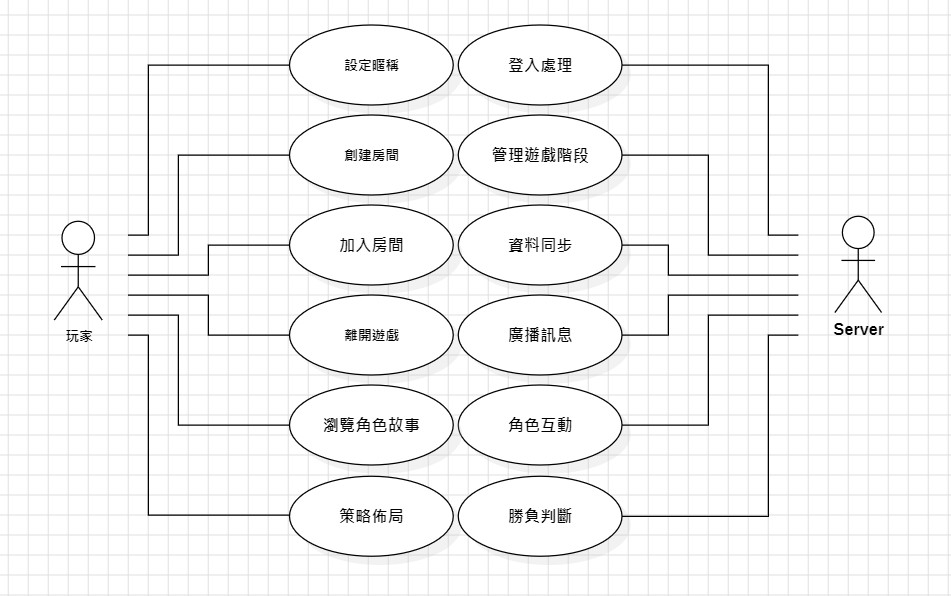 設定暱稱
登入處理
創建房間
管理遊戲階段
加入房間
資料同步
離開遊戲
廣播訊息
玩家
Server
瀏覽角色故事
角色互動
策略佈局
勝負判斷